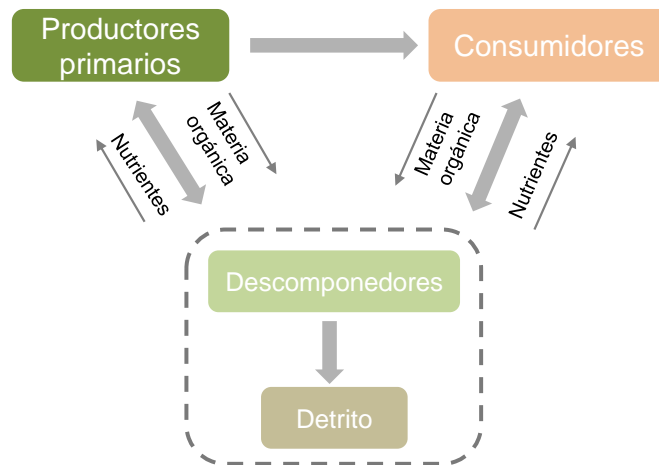 Productores
primarios
Consumidores
Nutrientes
Materia
orgánica
Materia
orgánica
Nutrientes
Descomponedores
Detrito